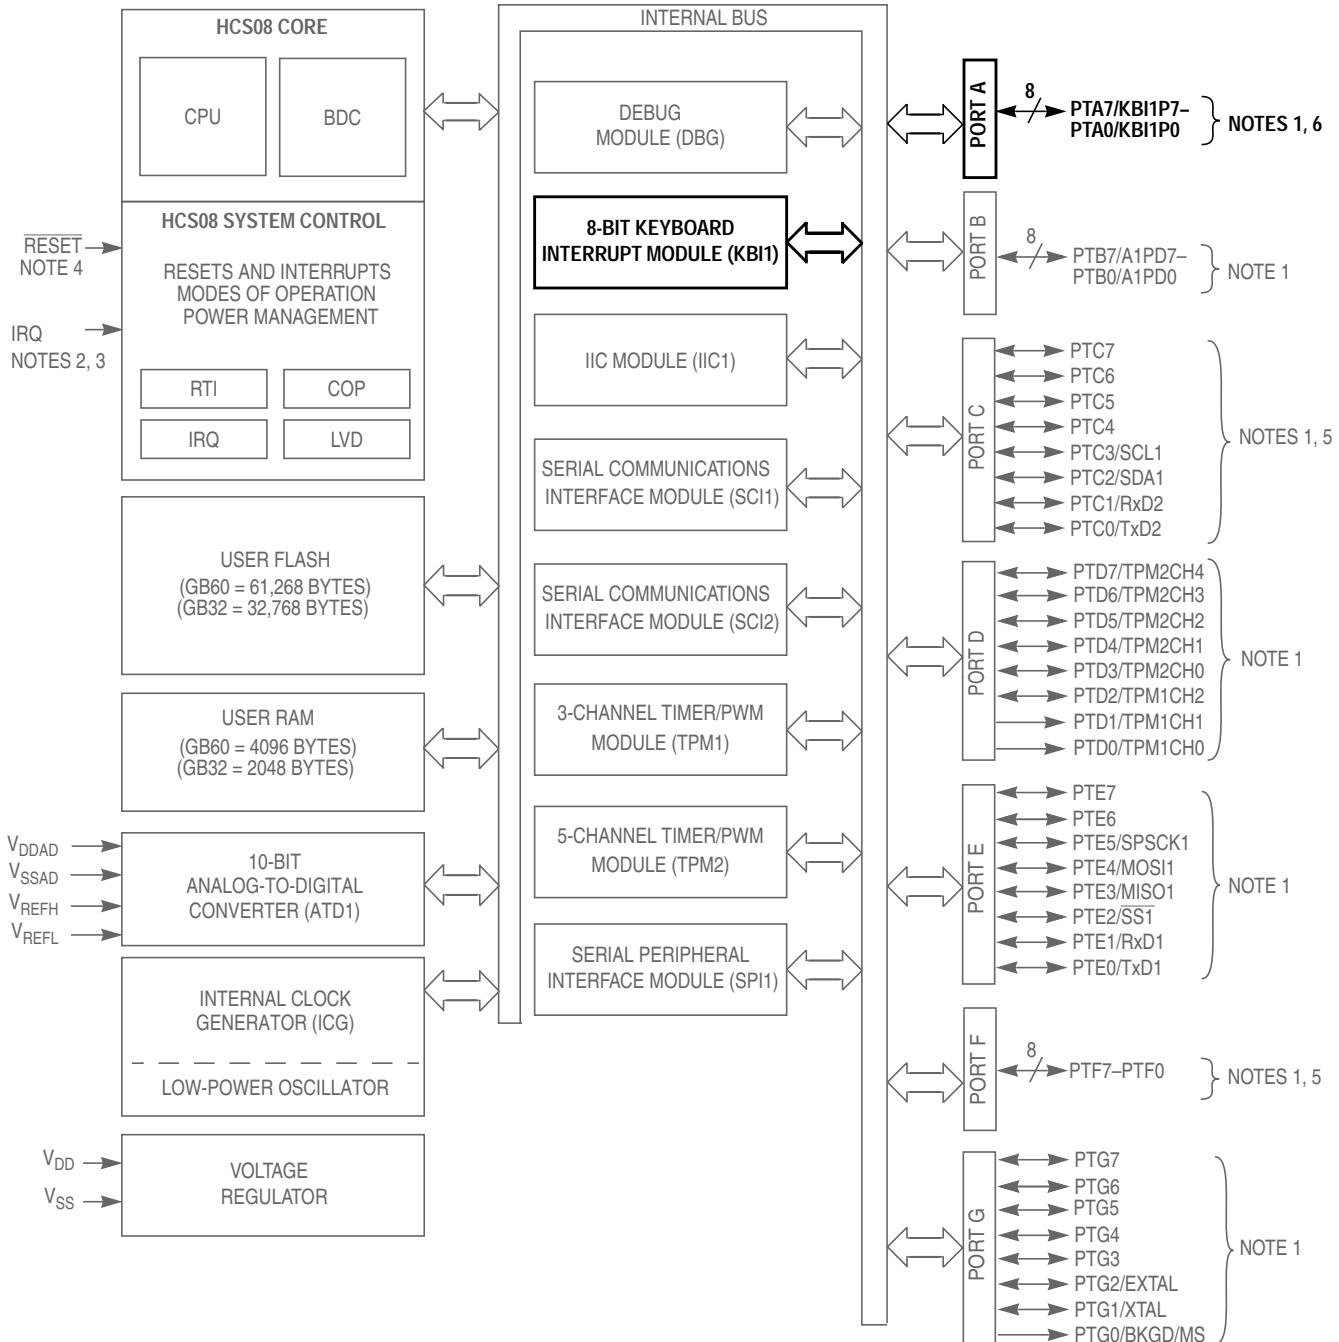 HCS08 CORE
CPU
BDC
HCS08 SYSTEM CONTROL
RESETS AND INTERRUPTS
MODES OF OPERATION
POWER MANAGEMENT
RTI
COP
IRQ
LVD
RESET
NOTE 4
IRQ
NOTES 2, 3
USER FLASH
(GB60 = 61,268 BYTES)
(GB32 = 32,768 BYTES)
USER RAM
(GB60 = 4096 BYTES)
(GB32 = 2048 BYTES)
VDDAD
VSSAD
VREFH
VREFL
10-BIT
ANALOG-TO-DIGITAL
CONVERTER (ATD1)
INTERNAL CLOCK
GENERATOR (ICG)
LOW-POWER OSCILLATOR
VDD
VSS
VOLTAGE
REGULATOR
INTERNAL BUS
DEBUG
MODULE (DBG)
8-BIT KEYBOARD
INTERRUPT MODULE (KBI1)
IIC MODULE (IIC1)
SERIAL COMMUNICATIONS
INTERFACE MODULE (SCI1)
SERIAL COMMUNICATIONS
INTERFACE MODULE (SCI2)
3-CHANNEL TIMER/PWM
MODULE (TPM1)
5-CHANNEL TIMER/PWM
MODULE (TPM2)
SERIAL PERIPHERAL
INTERFACE MODULE (SPI1)
PORT A
8
PTA7/KBI1P7–
PTA0/KBI1P0
NOTES 1, 6
PORT B
8
PTB7/A1PD7–
PTB0/A1PD0
NOTE 1
PORT C
PTC7
PTC6
PTC5
PTC4
PTC3/SCL1
PTC2/SDA1
PTC1/RxD2
PTC0/TxD2
NOTES 1, 5
PORT D
PTD7/TPM2CH4
PTD6/TPM2CH3
PTD5/TPM2CH2
PTD4/TPM2CH1
PTD3/TPM2CH0
PTD2/TPM1CH2
PTD1/TPM1CH1
PTD0/TPM1CH0
NOTE 1
PORT E
PTE7
PTE6
PTE5/SPSCK1
PTE4/MOSI1
PTE3/MISO1
PTE2/SS1
PTE1/RxD1
PTE0/TxD1
NOTE 1
PORT F
8
PTF7–PTF0
NOTES 1, 5
PORT G
PTG7
PTG6
PTG5
PTG4
PTG3
PTG2/EXTAL
PTG1/XTAL
PTG0/BKGD/MS
NOTE 1